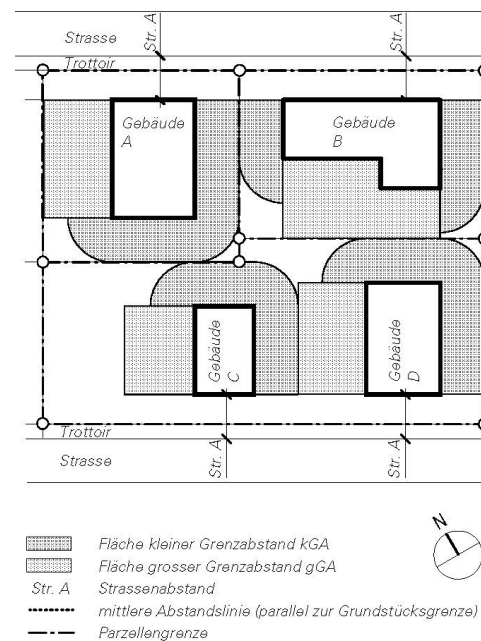 Str. A
Str. A
Strasse
Trottoir
Gebäude
A
Gebäude
B
Gebäude
C
Gebäude
D
Trottoir
Strasse
Str. A
Str. A
N
Fläche kleiner Grenzabstand kGA
Fläche grosser Grenzabstand gGA
Str. A Strassenabstand
mittlere Abstandslinie (parallel zur Grundstücksgrenze)
Parzellengrenze